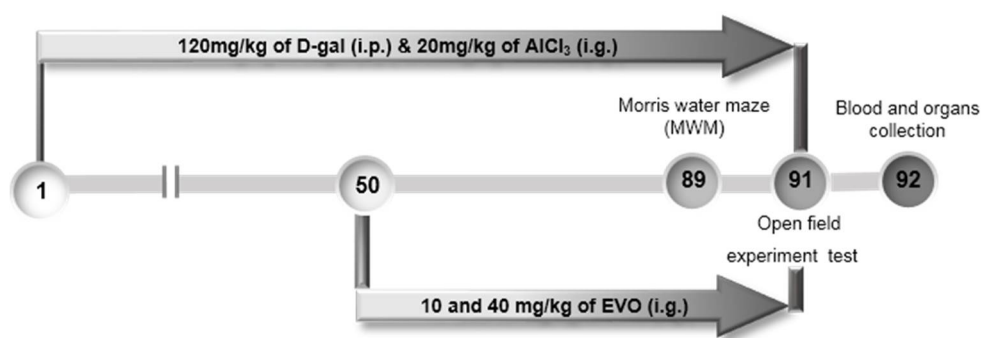 120mg/kg of D-gal (i.p.) & 20mg/kg of AlCl₃ (i.g.)
Morris water maze
(MWM)
Blood and organs
collection
1
50
89
91
92
Open field
experiment test
10 and 40 mg/kg of EVO (i.g.)